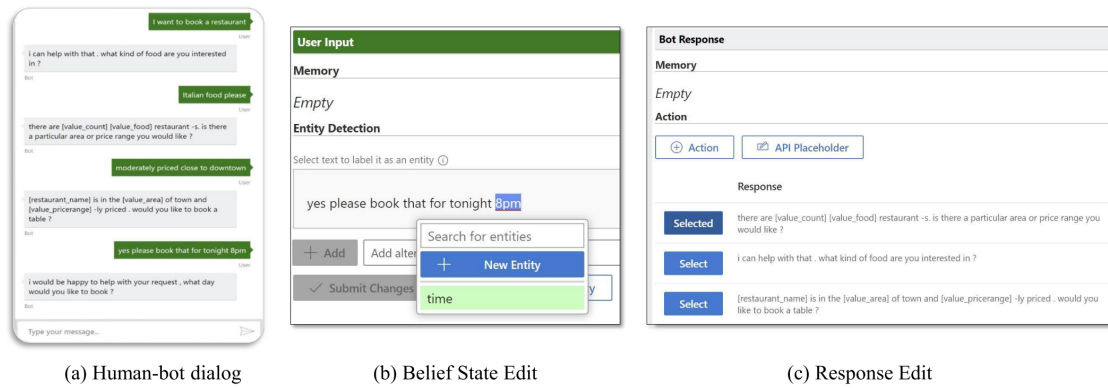 I want to book a restaurant
User
i can help with that . what kind of food are you interested
in ?
Bot
Italian food please
User
there are [value_count] [value_food] restaurant -s. is there
a particular area or price range you would like ?
Bot
moderately priced close to downtown
User
[restaurant_name] is in the [value_area] of town and
[value_pricerange] -ly priced . would you like to book a
table ?
Bot
yes please book that for tonight 8pm
User
i would be happy to help with your request , what day
would you like to book ?
Bot
Type your message...
(a) Human-bot dialog
User Input
Memory
Empty
Entity Detection
Select text to label it as an entity
yes please book that for tonight 8pm
Search for entities
+ Add
Add alter
+ New Entity
Submit Changes
y
time
(b) Belief State Edit
Bot Response
Memory
Empty
Action
+ Action
API Placeholder
Response
Selected
there are [value_count] [value_food] restaurant -s. is there a particular area or price range you
would like ?
Select
i can help with that . what kind of food are you interested in ?
Select
[restaurant_name] is in the [value_area] of town and [value_pricerange] -ly priced . would you
like to book a table ?
(c) Response Edit